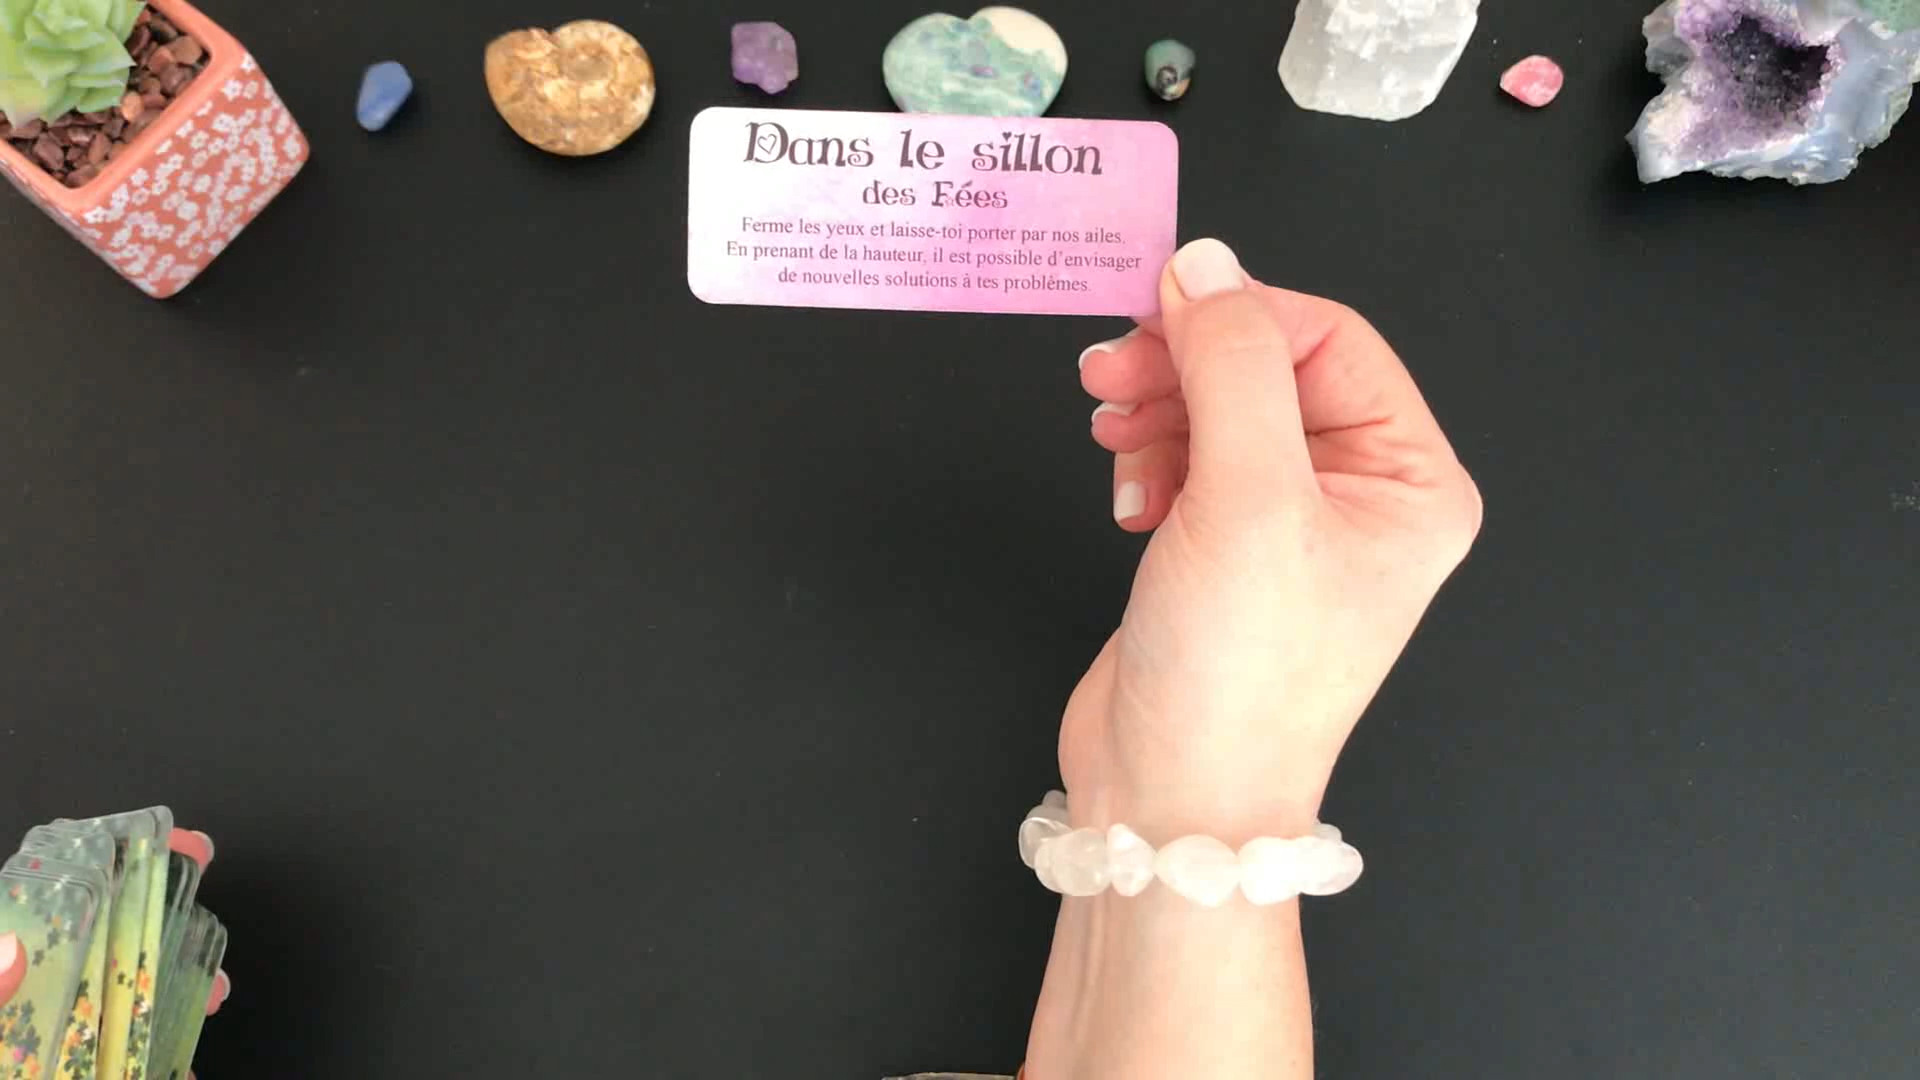 Dans le sillon
des Fées
Ferme les yeux et laisse-toi porter par nos ailes.
En prenant de la hauteur, il est possible d'envisager
de nouvelles solutions à tes problèmes.